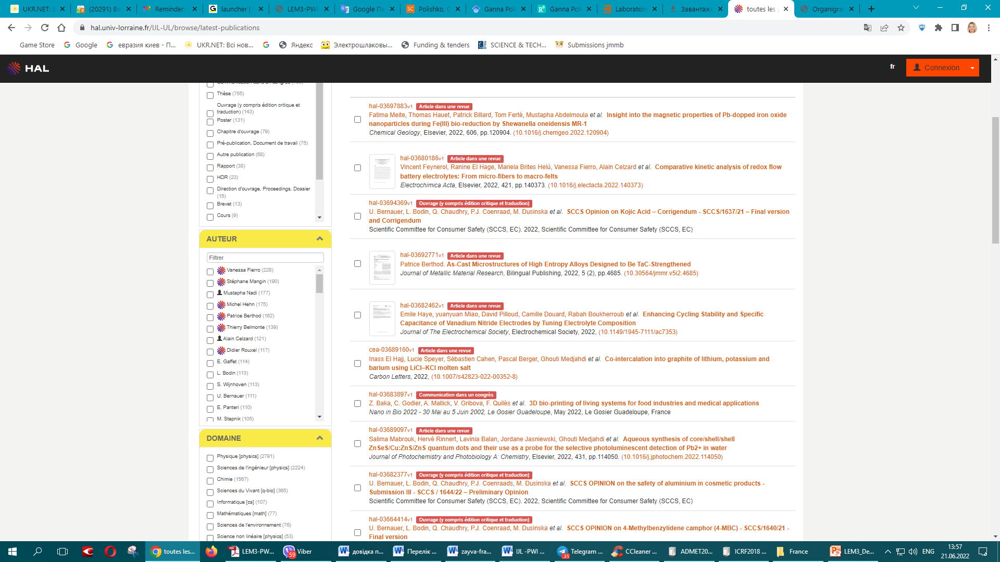 UKR.NET: В
(20291) Вх
Reminder:
launcher |
LEM3-PWI
Google Пе
Polishko, G
Ganna Poli
Ganna Poli
Laboratoir
Завантаже
toutes les p
Organigra
hal.univ-lorraine.fr/IJL-UL/browse/latest-publications
Game Store
Google
евразия киев - П...
UKR.NET: Всі нов...
Яндекс
Электрошлаковы...
Funding & tenders
SCIENCE & TECH...
Submissions jmmb
HAL
fr
Connexion
Thèse (755)
Ouvrage (y compris édition critique et
traduction) (143)
Poster (131)
Chapitre d'ouvrage (79)
Pré-publication, Document de travail (75)
Autre publication (68)
Rapport (38)
HDR (23)
Direction d'ouvrage, Proceedings, Dossier
(15)
Brevet (13)
Cours (9)
AUTEUR
Filtrer
Vanessa Fierro (228)
Stéphane Mangin (190)
Mustapha Nadi (177)
Michel Hehn (175)
Patrice Berthod (162)
Thierry Belmonte (139)
Alain Celzard (121)
Didier Rouxel (117)
E. Gaffet (114)
L. Bodin (113)
S. Wijnhoven (113)
U. Bernauer (111)
E. Panteri (110)
M. Stepnik (105)
DOMAINE
Physique [physics] (2791)
Sciences de l'ingénieur [physics] (2224)
Chimie (1567)
Sciences du Vivant [q-bio] (365)
Informatique [cs] (107)
Mathématiques [math] (77)
Sciences de l'environnement (76)
Science non linéaire [physics] (53)
hal-03697883v1 Article dans une revue
Fatima Meite, Thomas Hauet, Patrick Billard, Tom Ferté, Mustapha Abdelmoula et al. Insight into the magnetic properties of Pb-dopped iron oxide
nanoparticles during Fe(III) bio-reduction by Shewanella oneidensis MR-1
Chemical Geology, Elsevier, 2022, 606, pp.120904. (10.1016/j.chemgeo.2022.120904)
hal-03680186v1 Article dans une revue
Vincent Feynerol, Ranine El Hage, Mariela Brites Helú, Vanessa Fierro, Alain Celzard et al. Comparative kinetic analysis of redox flow
battery electrolytes: From micro-fibers to macro-felts
Electrochimica Acta, Elsevier, 2022, 421, pp.140373. (10.1016/j.electacta.2022.140373)
hal-03694369v1 Ouvrage (y compris édition critique et traduction)
U. Bernauer, L. Bodin, Q. Chaudhry, P.J. Coenraad, M. Dusinska et al. SCCS Opinion on Kojic Acid – Corrigendum - SCCS/1637/21 – Final version
and Corrigendum
Scientific Committee for Consumer Safety (SCCS, EC). 2022, Scientific Committee for Consumer Safety (SCCS, EC)
hal-03692771v1 Article dans une revue
Patrice Berthod. As-Cast Microstructures of High Entropy Alloys Designed to Be TaC-Strengthened
Journal of Metallic Material Research, Bilingual Publishing, 2022, 5 (2), pp.4685. (10.30564/jmmr.v5i2.4685)
hal-03682462v1 Article dans une revue
Emile Haye, yuanyuan Miao, David Pilloud, Camille Douard, Rabah Boukherroub et al. Enhancing Cycling Stability and Specific
Capacitance of Vanadium Nitride Electrodes by Tuning Electrolyte Composition
Journal of The Electrochemical Society, Electrochemical Society, 2022, (10.1149/1945-7111/ac7353)
cea-03689160v1 Article dans une revue
Inass El Hajj, Lucie Speyer, Sébastien Cahen, Pascal Berger, Ghouti Medjahdi et al. Co-intercalation into graphite of lithium, potassium and
barium using LiCl–KCl molten salt
Carbon Letters, 2022, (10.1007/s42823-022-00352-8)
hal-03683897v1 Communication dans un congrès
Z. Baka, C. Godier, A. Mallick, V. Gribova, F. Quilès et al. 3D bio-printing of living systems for food industries and medical applications
Nano in Bio 2022 - 30 Mai au 5 Juin 2002, Le Gosier Guadeloupe, May 2022, Le Gosier Guadeloupe, France
hal-03689097v1 Article dans une revue
Salima Mabrouk, Hervé Rinnert, Lavinia Balan, Jordane Jasniewski, Ghouti Medjahdi et al. Aqueous synthesis of core/shell/shell
ZnSeS/Cu:ZnS/ZnS quantum dots and their use as a probe for the selective photoluminescent detection of Pb2+ in water
Journal of Photochemistry and Photobiology A: Chemistry, Elsevier, 2022, 431, pp.114050. (10.1016/j.jphotochem.2022.114050)
hal-03682377v1 Ouvrage (y compris édition critique et traduction)
U. Bernauer, L. Bodin, Q. Chaudhry, P.J. Coenraads, M. Dusinska et al. SCCS OPINION on the safety of aluminium in cosmetic products -
Submission III - SCCS / 1644/22 – Preliminary Opinion
Scientific Committee for Consumer Safety (SCCS, EC). 2022, Scientific Committee for Consumer Safety (SCCS, EC)
hal-03664414v1 Ouvrage (y compris édition critique et traduction)
U. Bernauer, L. Bodin, Q. Chaudhry, P.J. Coenraad, M. Dusinska et al. SCCS OPINION on 4-Methylbenzylidene camphor (4-MBC) - SCCS/1640/21 -
Final version
toutes les...
LEM3-PW...
59
Viber
довідка п...
Перелік ...
zayva-fra...
IJL -PWI ...
35
Telegram ...
CCleaner ...
ADMET20...
ICRF2018 ...
France
LEM3_De...
ENG
13:57
21.06.2022